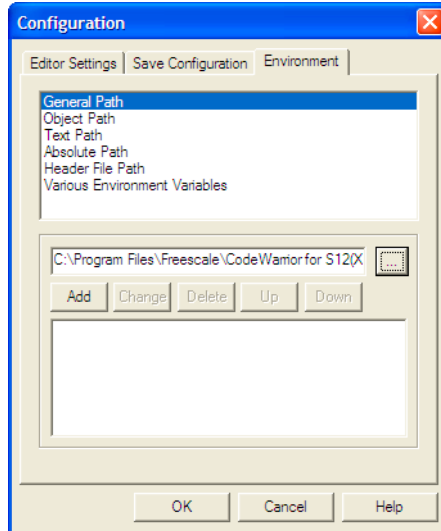 Configuration
Editor Settings Save Configuration Environment
General Path
Object Path
Text Path
Absolute Path
Header File Path
Various Environment Variables
C:\Program Files\Freescale\CodeWarrior for S12(X ...
Add Change Delete Up Down
OK Cancel Help